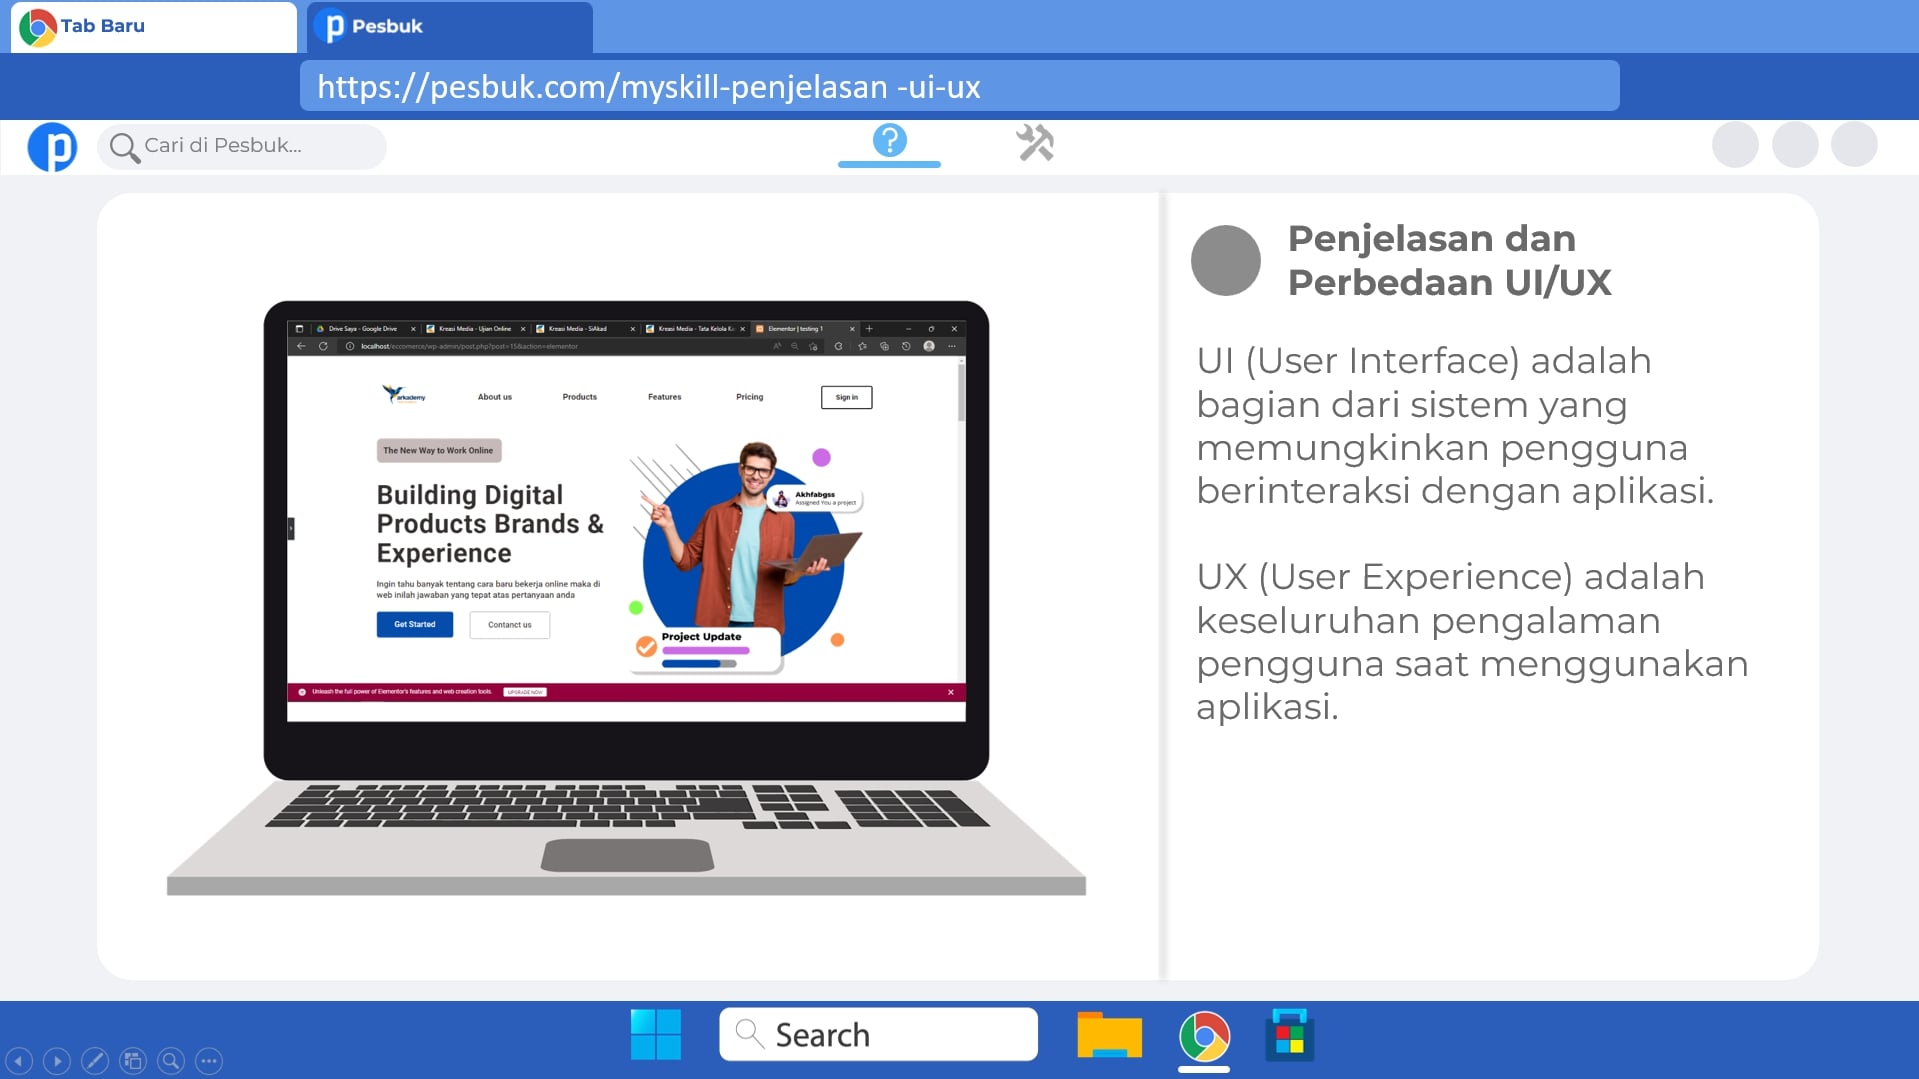 Tab Baru
Pesbuk
https://pesbuk.com/myskill-penjelasan -ui-ux
Cari di Pesbuk...
Penjelasan dan
Perbedaan UI/UX
UI (User Interface) adalah
bagian dari sistem yang
memungkinkan pengguna
berinteraksi dengan aplikasi.
UX (User Experience) adalah
keseluruhan pengalaman
pengguna saat menggunakan
aplikasi.
Drive Saya - Google Drive
Kreasi Media - Ujian Online
Kreasi Media - SiAkad
Kreasi Media - Tata Kelola
Elementor | testing 1
localhost/eccomerce/wp-admin/post.php?post=15&action=elementor
arkademy
About us
Products
Features
Pricing
Sign in
The New Way to Work Online
Building Digital
Products Brands &
Experience
Ingin tahu banyak tentang cara baru bekerja online maka di
web inilah jawaban yang tepat atas pertanyaan anda
Get Started
Contanct us
Akhfabgss
Assigned You a project
Project Update
Unleash the full power of Elementor's features and web creation tools.
UPGRADE NOW
Search